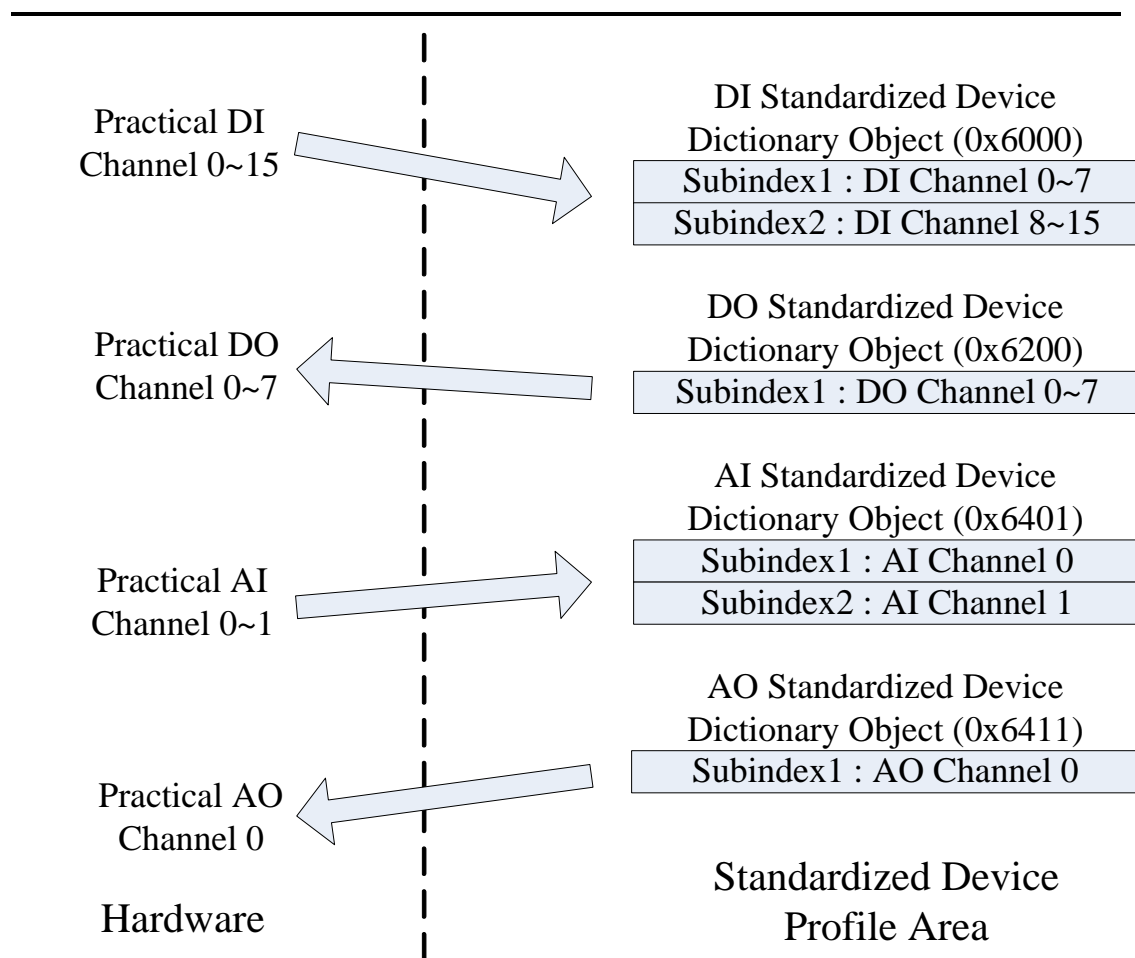 Practical DI
Channel 0~15
DI Standardized Device
Dictionary Object (0x6000)
Subindex1 : DI Channel 0~7
Subindex2 : DI Channel 8~15
Practical DO
Channel 0~7
DO Standardized Device
Dictionary Object (0x6200)
Subindex1 : DO Channel 0~7
Practical AI
Channel 0~1
AI Standardized Device
Dictionary Object (0x6401)
Subindex1 : AI Channel 0
Subindex2 : AI Channel 1
Practical AO
Channel 0
AO Standardized Device
Dictionary Object (0x6411)
Subindex1 : AO Channel 0
Hardware
Standardized Device
Profile Area